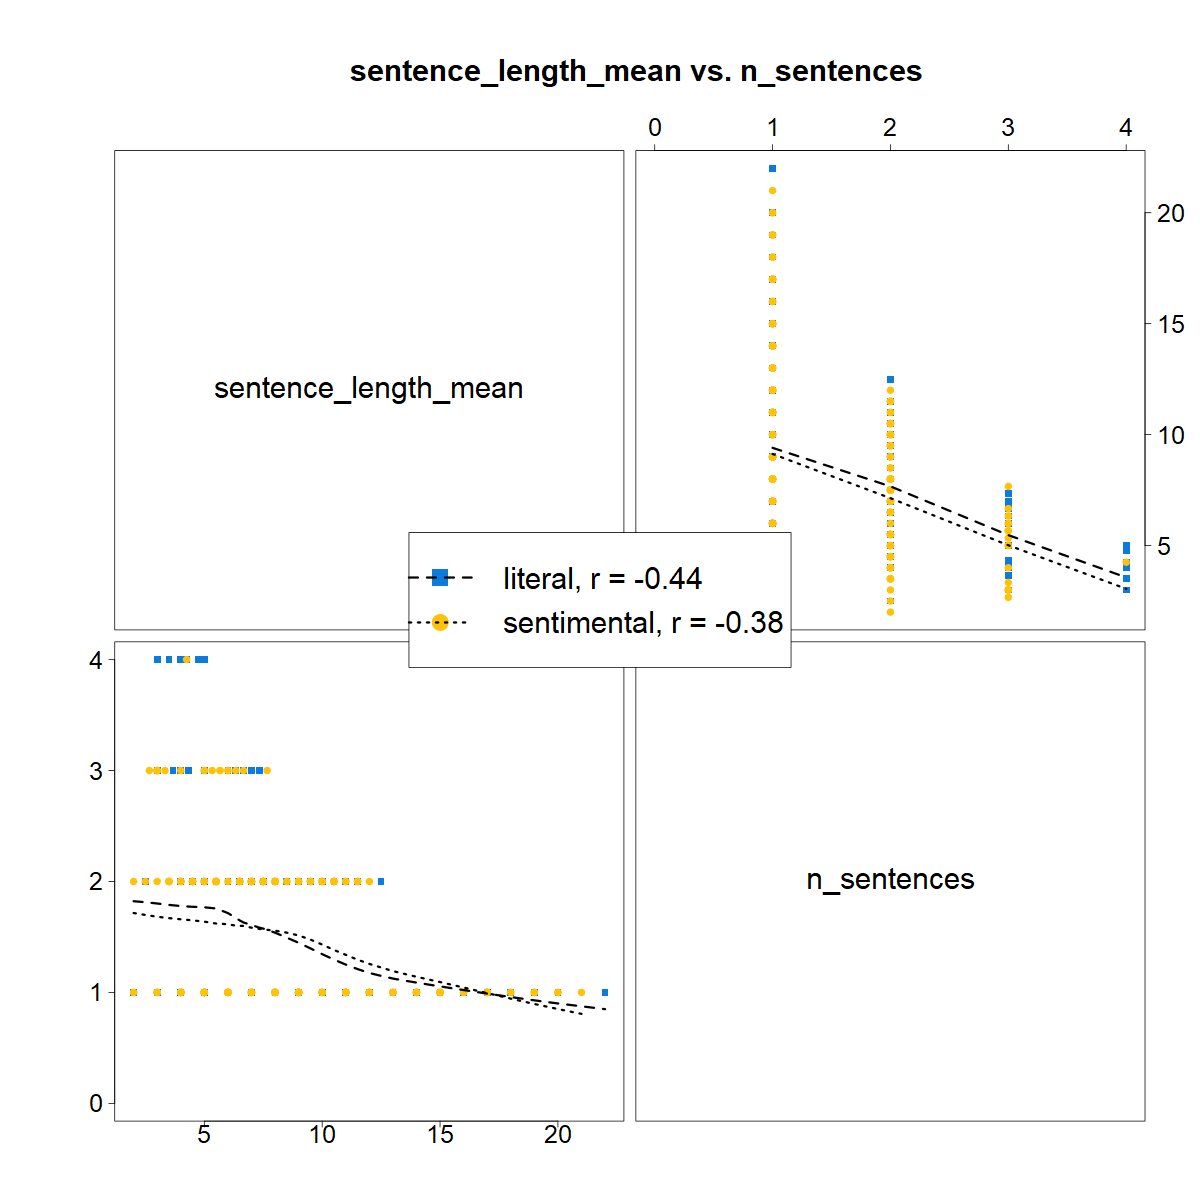 sentence_length_mean vs. n_sentences
0 1 2 3 4
sentence_length_mean
20
15
10
5
literal, r = -0.44
sentimental, r = -0.38
4
3
2
1
0
n_sentences
5 10 15 20